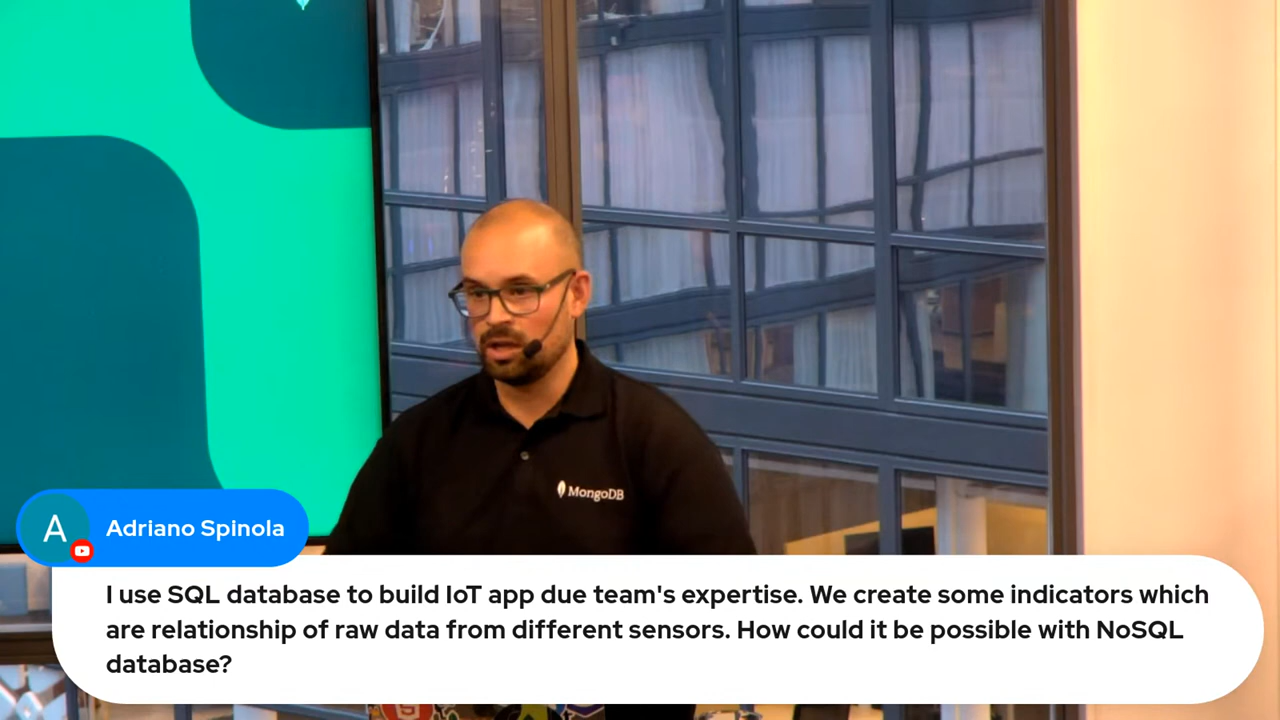 MongoDB
A
Adriano Spinola
I use SQL database to build IoT app due team's expertise. We create some indicators which
are relationship of raw data from different sensors. How could it be possible with NoSQL
database?